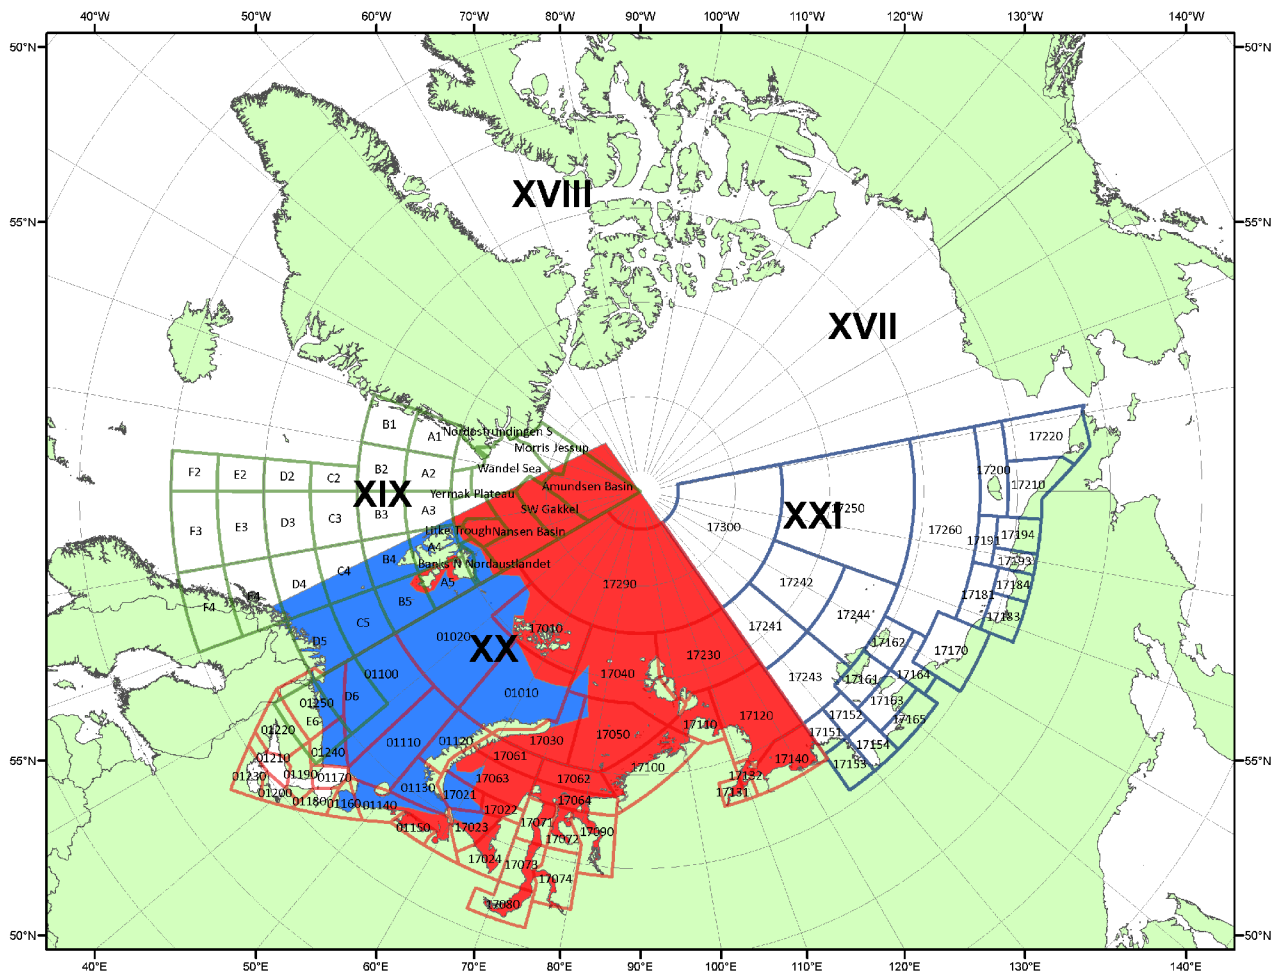 40°W 50°W 60°W 70°W 80°W 90°W 100°W 110°W 120°W 130°W 140°W
50°N 50°N
XVIII
55°N 55°N
XVII
B1 A1 Nordostrundingen S
17220
Morris Jessup
F2 E2 D2 C2 B2 A2 Wandel Sea
17200
17210
Amundsen Basin
XIX
Yermak Plateau
F3 E3 D3 C3 B3 A3
SW Gakkel
XXI
17250
17300
17260
Litke Trough Nansen Basin
17191 17194
A4
B4
17193
Banks N Nordaustlandet
C4
D4
A5
17290
17242
17184
F4 E4
B5
17181
17183
C5
17241
17244
D5
01020
17010
XX
17162
17170
17230
01100
17040
17243
17161
17164
D6
01010
17163
01250
E6
17152
17165
01220
17110
17120
17151
01110 01120 17030
17050
17154
01240
17061
17140
17153
01210
01230 01190 01170
17100
17132
17063 17062
01130
17131
01200
01180 01160 01140
17021
17064
17022
01150 17023
17071
17072 17090
17024 17073
17074
17080
55°N 55°N
50°N 50°N
40°E 50°E 60°E 70°E 80°E 90°E 100°E 110°E 120°E 130°E 140°E